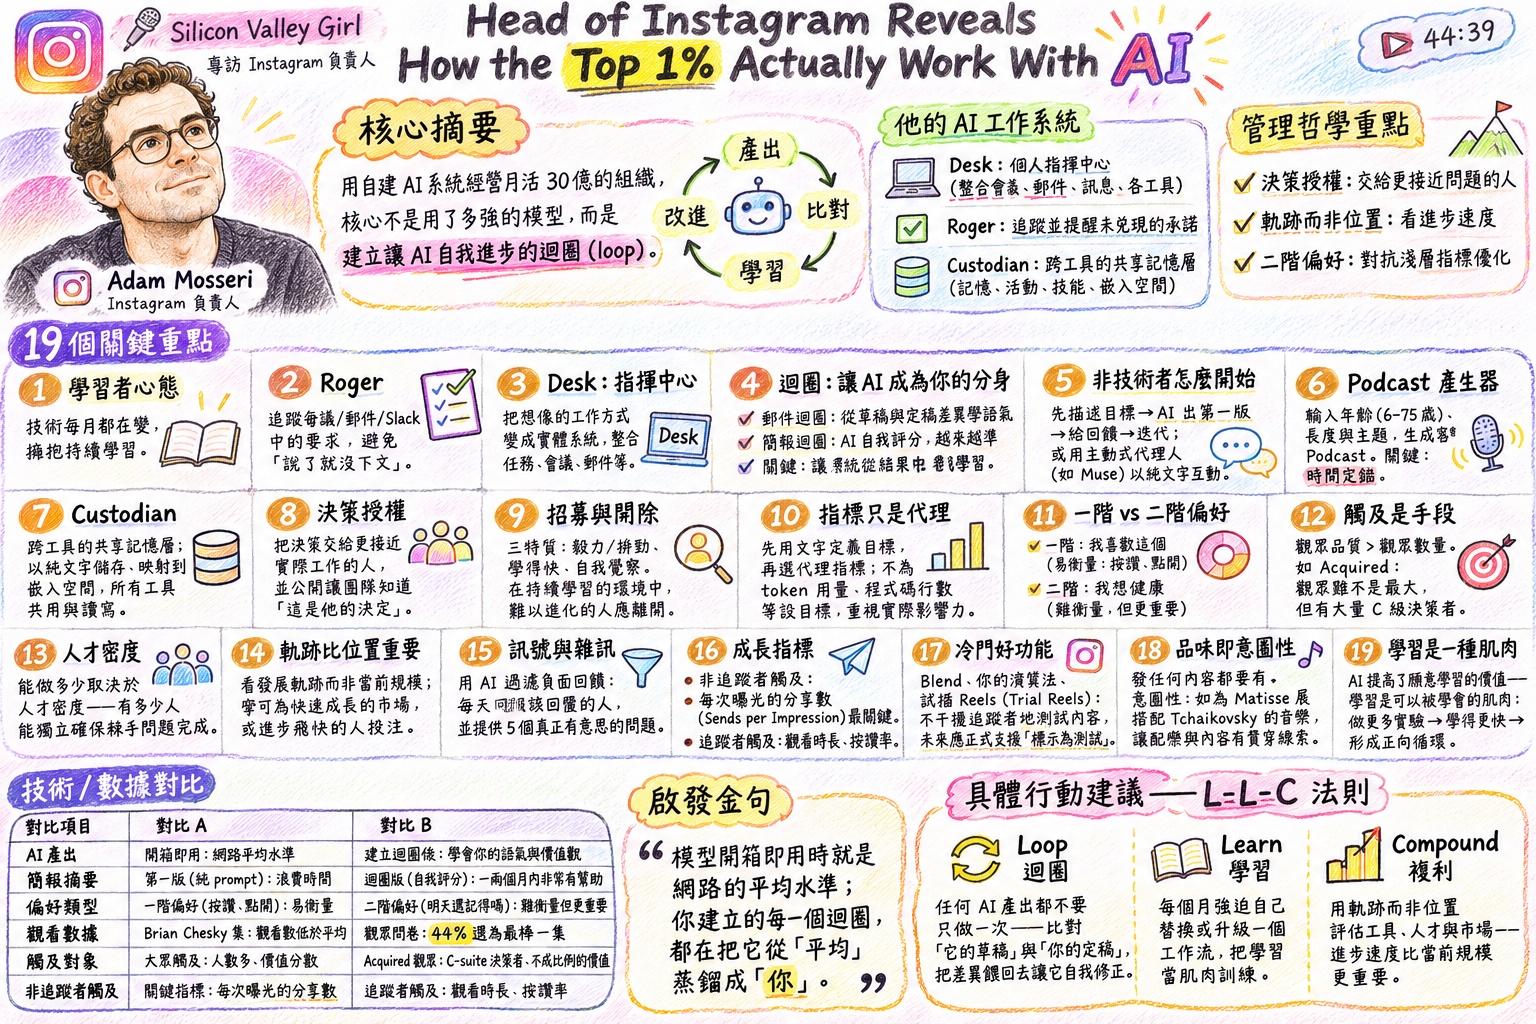 Silicon Valley Girl
專訪 Instagram 負責人
Head of Instagram Reveals
How the Top 1% Actually Work With AI
44:39
Adam Mosseri
Instagram 負責人
核心摘要
用自建 AI 系統經營月活 30 億的組織，
核心不是用了多強的模型，而是
建立讓 AI 自我進步的迴圈 (loop)。
產出
比對
學習
改進
他的 AI 工作系統
Desk：個人指揮中心
(整合會議、郵件、訊息、各工具)
Roger：追蹤並提醒未兌現的承諾
Custodian：跨工具的共享記憶層
(記憶、活動、技能、嵌入空間)
管理哲學重點
決策授權：交給更接近問題的人
軌跡而非位置：看進步速度
二階偏好：對抗淺層指標優化
19個關鍵重點
1 學習者心態
技術每月都在變，
擁抱持續學習。
2 Roger
追蹤每議/郵件/Slack
中的要求，避免
「說了就沒下文」。
3 Desk：指揮中心
把想像的工作方式
變成實體系統，整合
任務、會議、郵件等。
Desk
4 迴圈：讓 AI 成為你的分身
郵件迴圈：從草稿與定稿差異學語氣
簡報迴圈：AI 自我評分，越來越準
關鍵：讓系統從結果中學習。
5 非技術者怎麼開始
先描述目標→AI 出第一版
→給回饋→迭代；
或用主動式代理人
(如 Muse) 以純文字互動。
6 Podcast 產生器
輸入年齡 (6–75 歲)、
長度與主題，生成客
Podcast。關鍵：
時間定錨。
7 Custodian
跨工具的共享記憶層；
以純文字儲存、映射到
嵌入空間，所有工具
共用與讀寫。
8 決策授權
把決策交給更接近
實際工作的人，
並公開讓團隊知道
「這是他的決定」。
9 招募與開除
三特質：毅力/拚勁、
學得快、自我覺察。
在持續學習的環境中，
難以進化的人應離開。
10 指標只是代理
先用文字定義目標，
再選代理指標；不為
token 用量、程式碼行數
等設目標，重視實際影響力。
11 一階 vs 二階偏好
一階：我喜歡這個
(易衡量：按讚、點開)
二階：我想健康
(難衡量，但更重要)
12 觸及是手段
觀眾品質 > 觀眾數量。
如 Acquired：
觀眾雖不是最大，
但有大量 C 級決策者。
13 人才密度
能做多少取決於
人才密度——有多少人
能獨立確保棘手問題完成。
14 軌跡比位置重要
看發展軌跡而非當前規模；
寧可為快速成長的市場，
或進步飛快的人投注。
15 訊號與雜訊
用 AI 過濾負面回饋：
每天該回覆的人，
並提供 5 個真正有意思的問題。
16 成長指標
非追蹤者觸及：
每次曝光的分享數
(Sends per Impression) 最關鍵。
追蹤者觸及：觀看時長、按讚率。
17 冷門好功能
Blend、你的演算法、
試播 Reels (Trial Reels)：
不干擾追蹤者地測試內容，
未來應正式支援「標示為測試」。
18 品味即意圖性
發任何內容都要有。
意圖性：如為 Matisse 展
搭配 Tchaikovsky 的音樂，
讓配樂與內容有貫穿線索。
19 學習是一種肌肉
AI 提高了願意學習的價值——
學習是可以被學會的肌肉：
做更多實驗→學得更快→
形成正向循環。
技術/數據對比
對比項目 對比 A 對比 B
AI 產出 開箱即用：網路平均水準 建立迴圈後：學會你的語氣與價值觀
簡報摘要 第一版 (純 prompt)：浪費時間 迴圈版 (自我評分)：一兩個月內非常有幫助
偏好類型 一階偏好 (按讚、點開)：易衡量 二階偏好 (明天還記得嗎)：難衡量但更重要
觀看數據 Brian Chesky 集：觀看數低於平均 觀眾問卷：44% 選為最棒一集
觸及對象 大眾觸及：人數多、價值分散 Acquired 觀眾：C-suite 決策者、不成比例的價值
非追蹤者觸及 關鍵指標：每次曝光的分享數 追蹤者觸及：觀看時長、按讚率
啟發金句
“模型開箱即用時就是
網路的平均水準；
你建立的每一個迴圈，
都在把它從「平均」
蒸餾成「你」。”
具體行動建議——L=L=C 法則
Loop
迴圈
任何 AI 產出都不要
只做一次——比對
「它的草稿」與「你的定稿」，
把差異餵回去讓它自我修正。
Learn
學習
每個月強迫自己
替換或升級一個
工作流，把學習
當肌肉訓練。
Compound
複利
用軌跡而非位置
評估工具、人才與市場——
進步速度比當前規模
更重要。